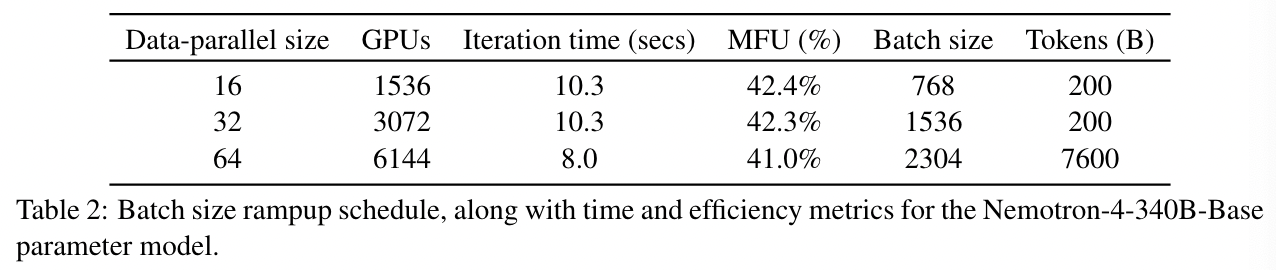 Data-parallel size GPUs Iteration time (secs) MFU (%) Batch size Tokens (B)
16 1536 10.3 42.4% 768 200
32 3072 10.3 42.3% 1536 200
64 6144 8.0 41.0% 2304 7600
Table 2: Batch size rampup schedule, along with time and efficiency metrics for the Nemotron-4-340B-Base
parameter model.